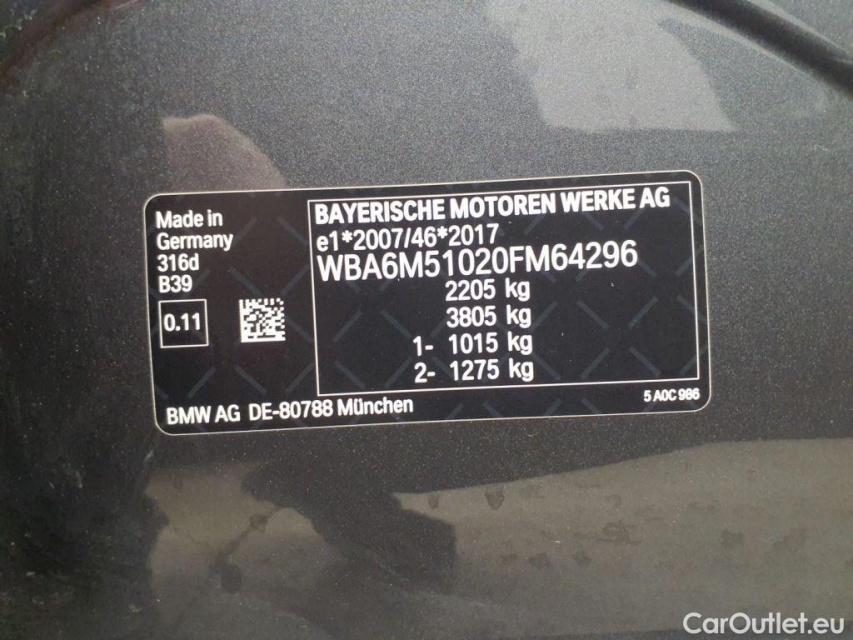 Made in
Germany
316d
B39
0.11
BAYERISCHE MOTOREN WERKE AG
e1*2007/46*2017
WBA6M51020FM64296
2205 kg
3805 kg
1- 1015 kg
2- 1275 kg
BMW AG DE-80788 München
5 A0C 986
CarOutlet.eu